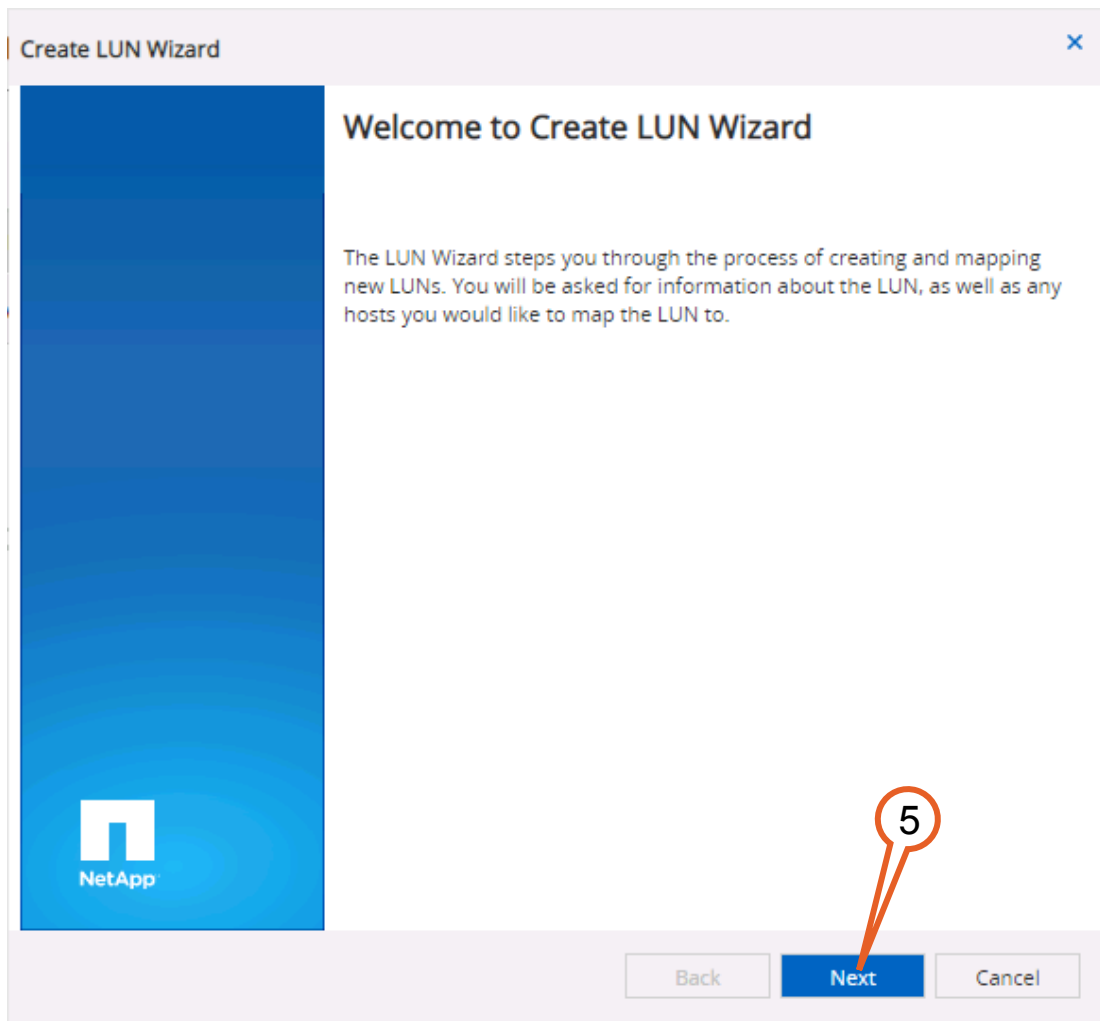 Create LUN Wizard
×
Welcome to Create LUN Wizard
The LUN Wizard steps you through the process of creating and mapping
new LUNs. You will be asked for information about the LUN, as well as any
hosts you would like to map the LUN to.
5
NetApp
Back Next Cancel